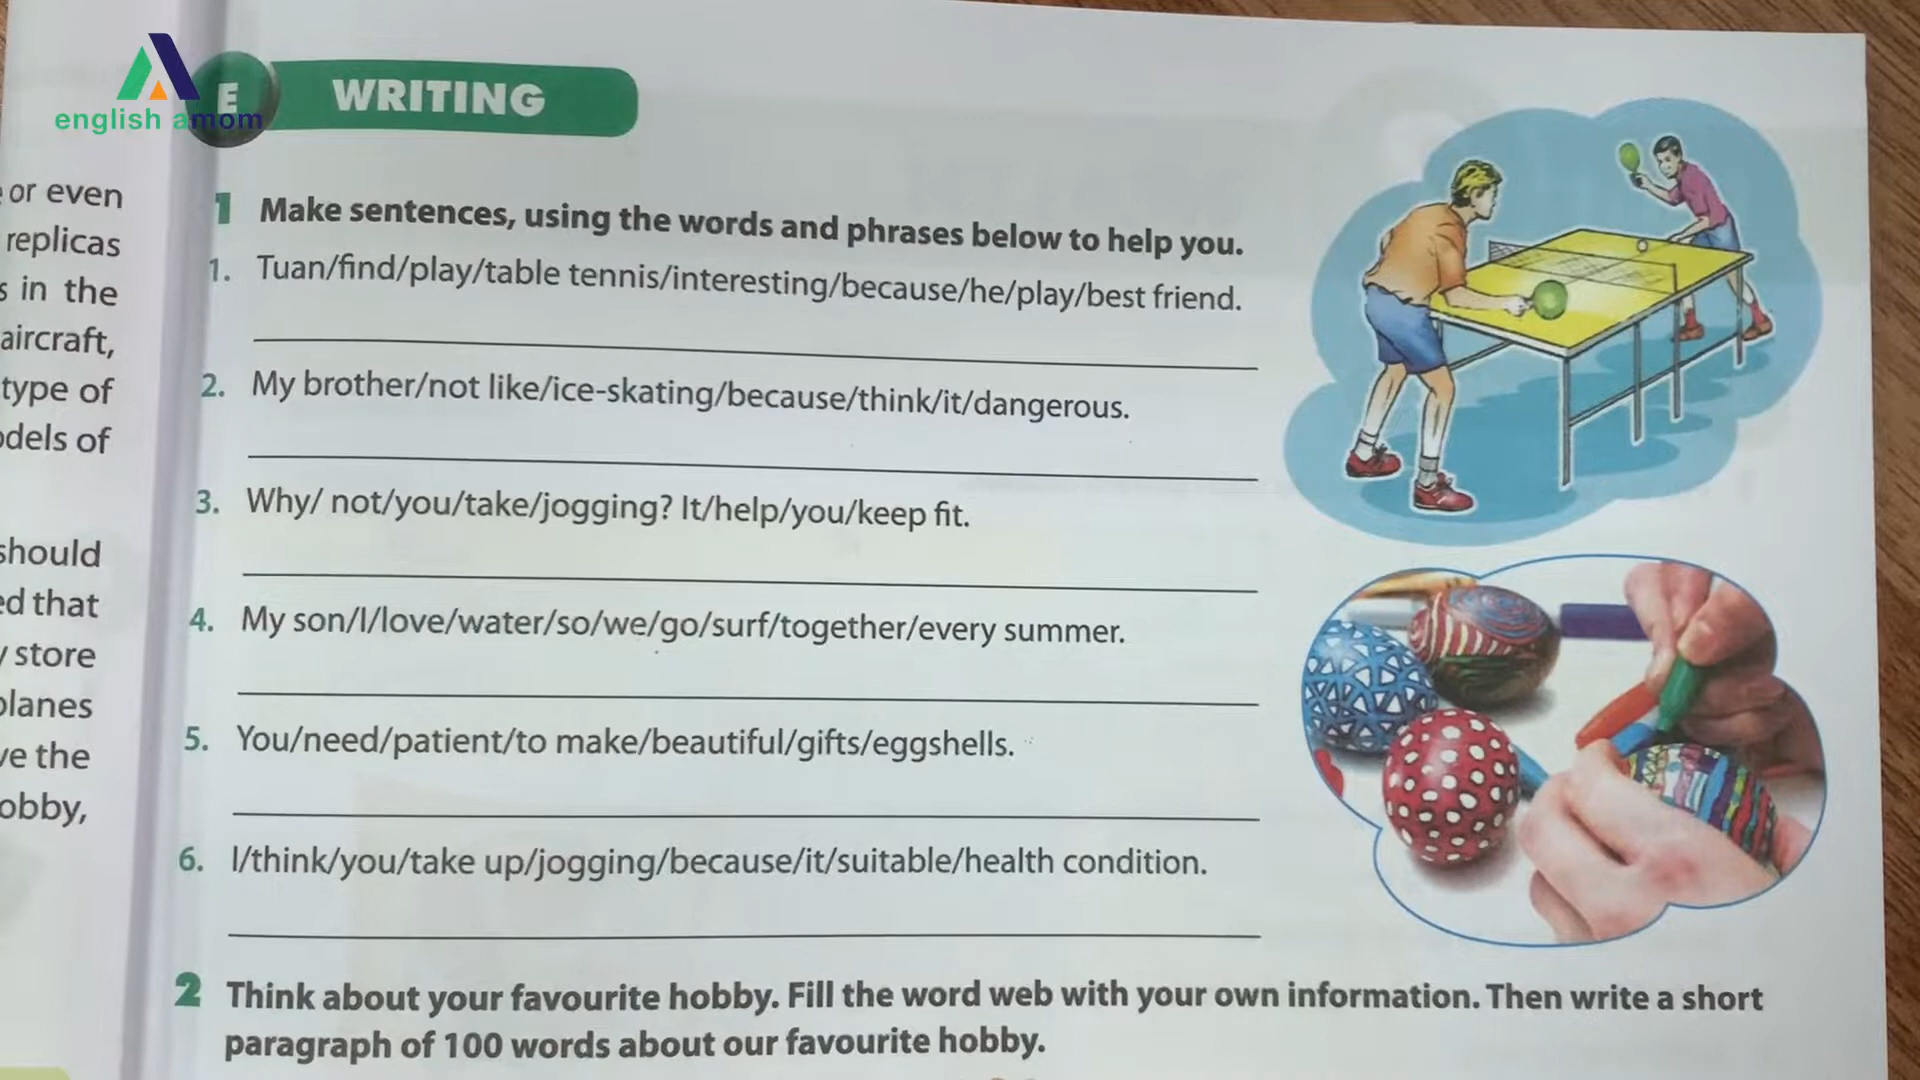 english amom
E WRITING
or even
replicas
s in the
aircraft,
type of
odels of
should
ed that
y store
planes
ve the
obby,
1 Make sentences, using the words and phrases below to help you.
1. Tuan/find/play/table tennis/interesting/because/he/play/best friend.
2. My brother/not like/ice-skating/because/think/it/dangerous.
3. Why/ not/you/take/jogging? It/help/you/keep fit.
4. My son/I/love/water/so/we/go/surf/together/every summer.
5. You/need/patient/to make/beautiful/gifts/eggshells.
6. I/think/you/take up/jogging/because/it/suitable/health condition.
2 Think about your favourite hobby. Fill the word web with your own information. Then write a short
paragraph of 100 words about our favourite hobby.